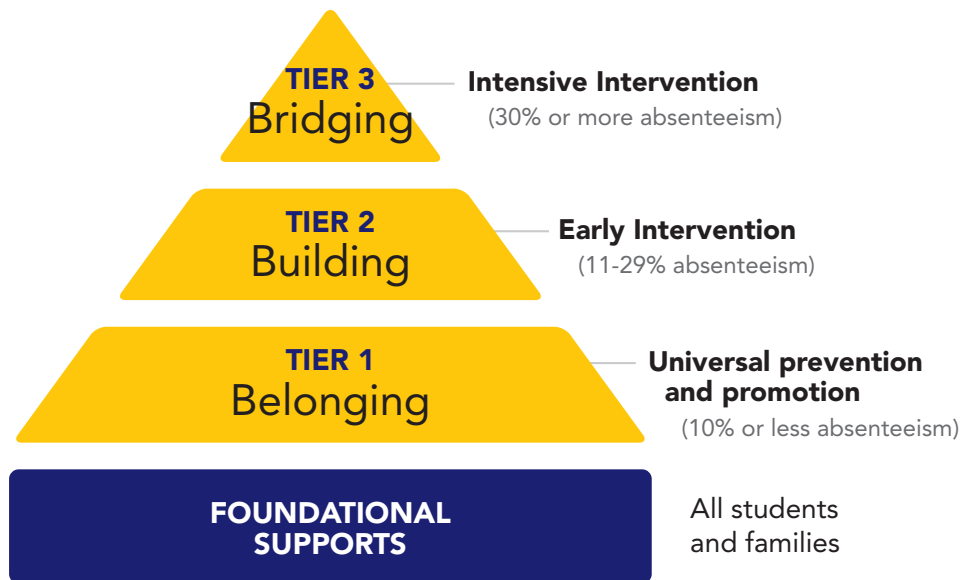 TIER 3
Bridging
Intensive Intervention
(30% or more absenteeism)
TIER 2
Building
Early Intervention
(11-29% absenteeism)
TIER 1
Belonging
Universal prevention
and promotion
(10% or less absenteeism)
FOUNDATIONAL
SUPPORTS
All students
and families